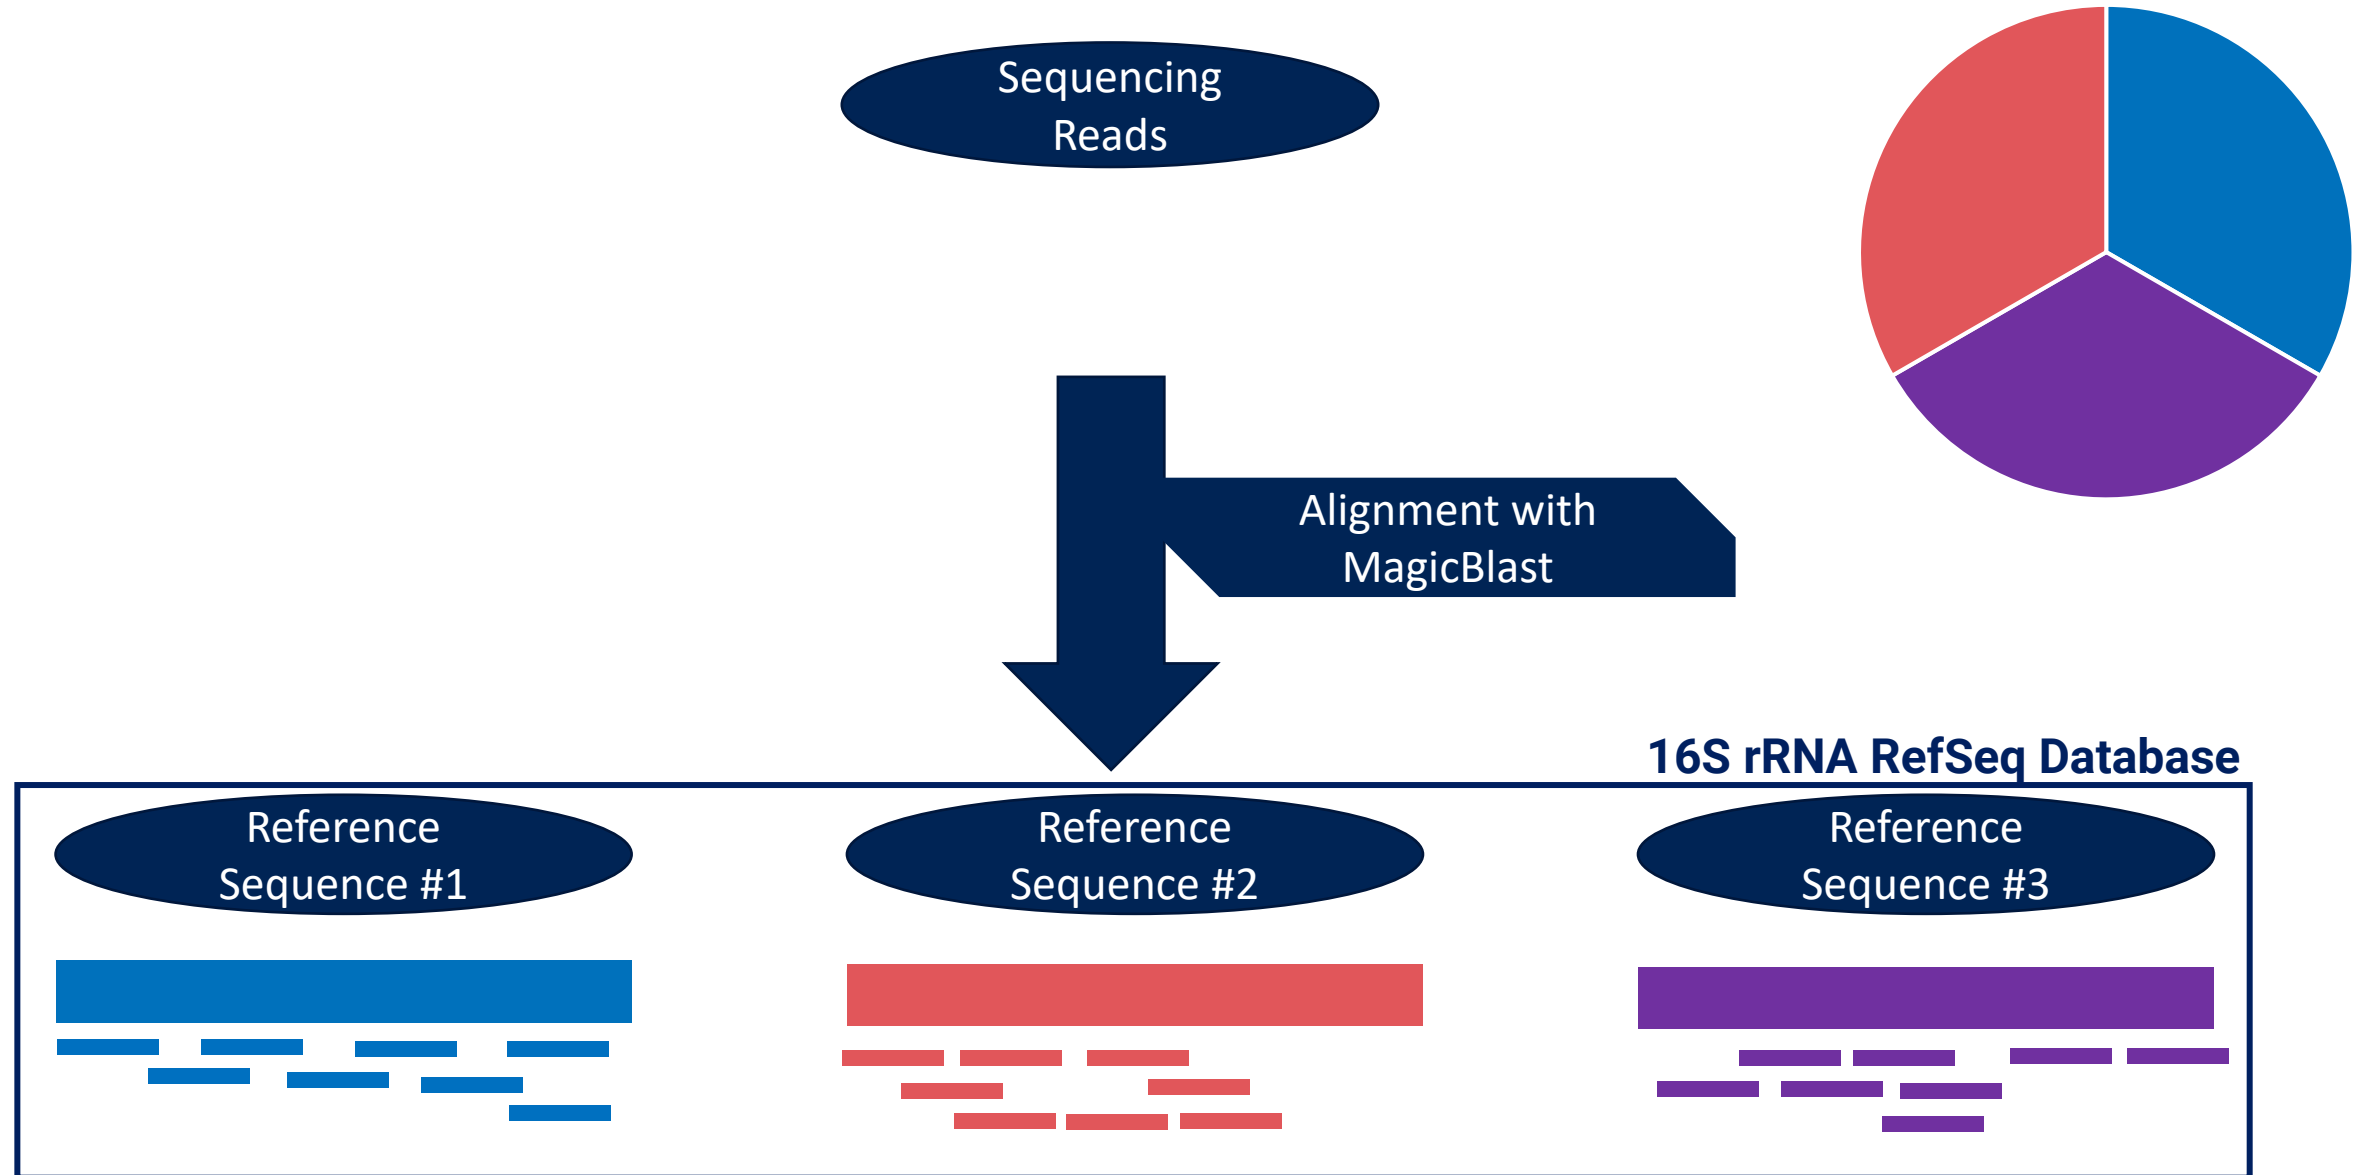 Sequencing
Reads
Alignment with
MagicBlast
16S rRNA RefSeq Database
Reference
Sequence #1
Reference
Sequence #2
Reference
Sequence #3